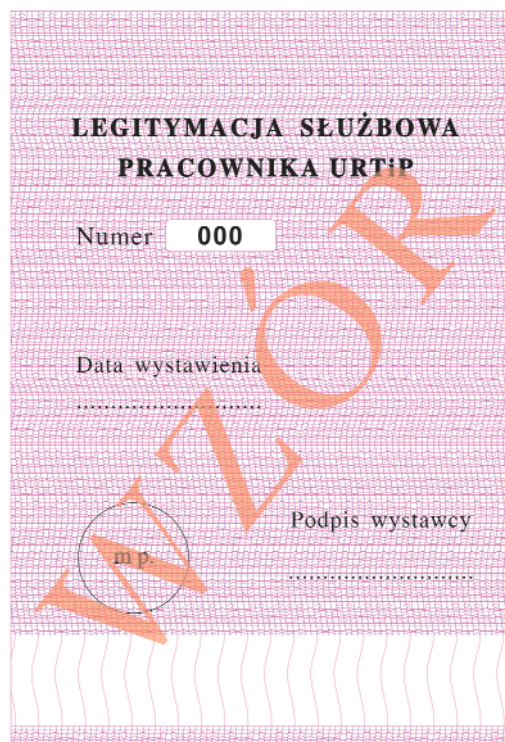 LEGITYMACJA SŁUŻBOWA
PRACOWNIKA URTiP
Numer 000
Data wystawienia
..............................
WZÓR
Podpis wystawcy
m p.
..............................